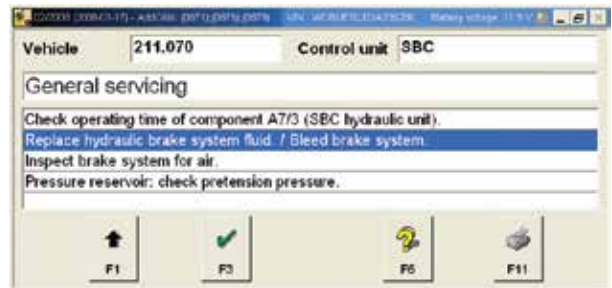 Vehicle 211.070 Control unit SBC
General servicing
Check operating time of component A7/3 (SBC hydraulic unit).
Replace hydraulic brake system fluid. / Bleed brake system.
Inspect brake system for air.
Pressure reservoir: check pretension pressure.
F1 F3 F6 F11